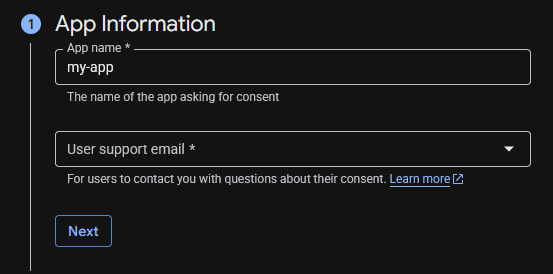 1 App Information
App name *
my-app
The name of the app asking for consent
User support email *
For users to contact you with questions about their consent. Learn more
Next